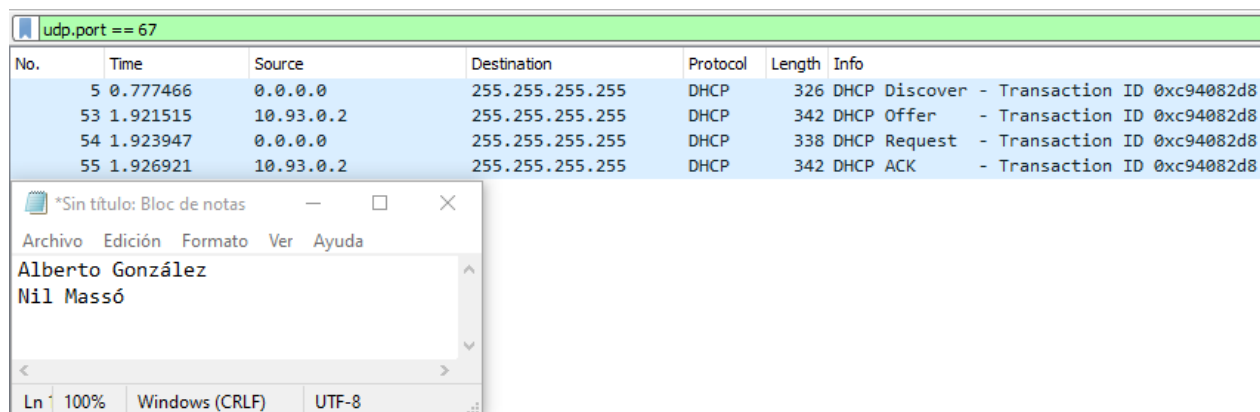 udp.port == 67
No. Time Source Destination Protocol Length Info
5 0.777466 0.0.0.0 255.255.255.255 DHCP 326 DHCP Discover - Transaction ID 0xc94082d8
53 1.921515 10.93.0.2 255.255.255.255 DHCP 342 DHCP Offer - Transaction ID 0xc94082d8
54 1.923947 0.0.0.0 255.255.255.255 DHCP 338 DHCP Request - Transaction ID 0xc94082d8
55 1.926921 10.93.0.2 255.255.255.255 DHCP 342 DHCP ACK - Transaction ID 0xc94082d8
*Sin título: Bloc de notas
Archivo Edición Formato Ver Ayuda
Alberto González
Nil Massó
Ln 100% Windows (CRLF) UTF-8